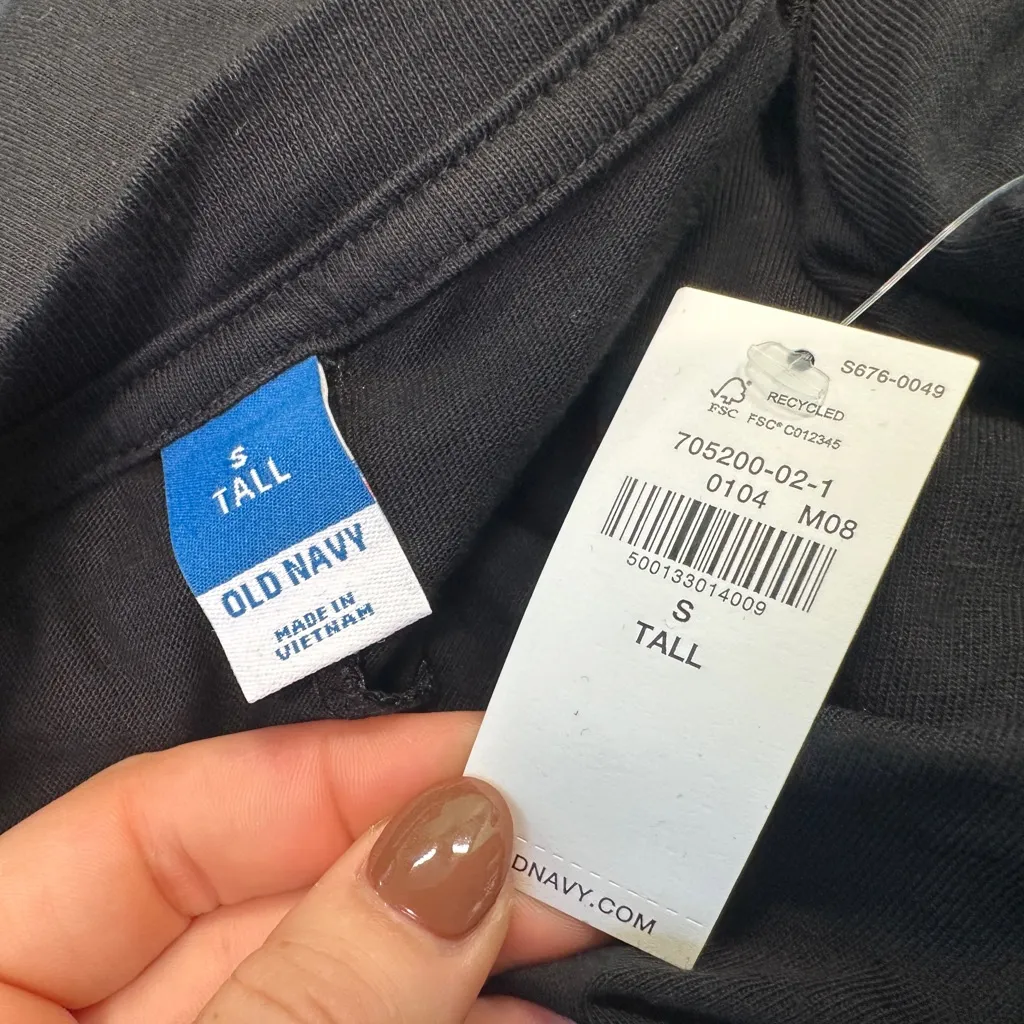 S
TALL
OLD NAVY
MADE IN
VIETNAM
S676-0049
FSC
RECYCLED
FSC® C012345
705200-02-1
0104 M08
500133014009
S
TALL
DNAVY.COM